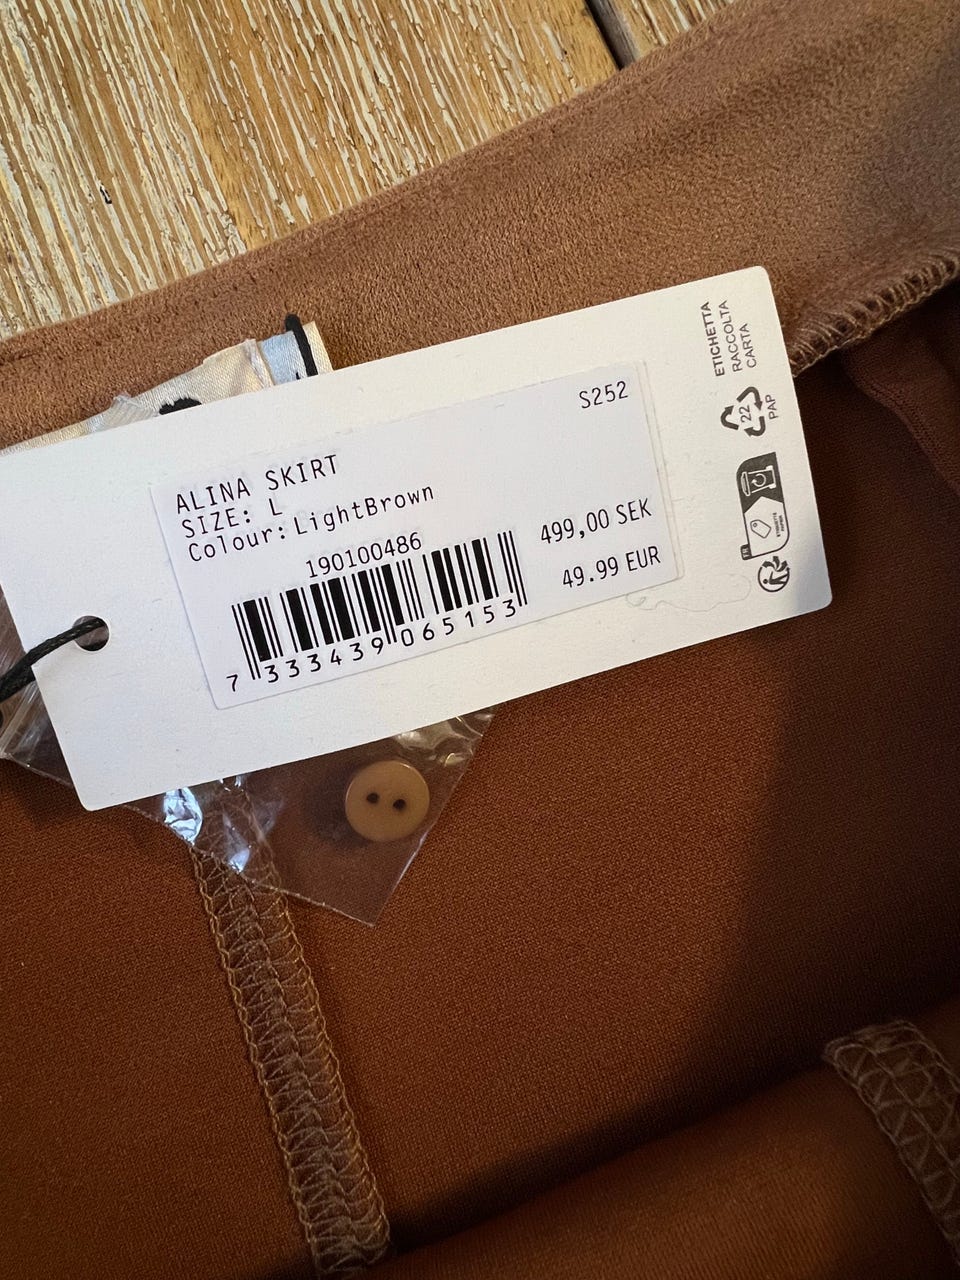 S252
ALINA SKIRT
SIZE: L
Colour: LightBrown
190100486
499,00 SEK
49.99 EUR
7 333439 065153
ETICHETTA
RACCOLTA
CARTA
22
PAP
FR